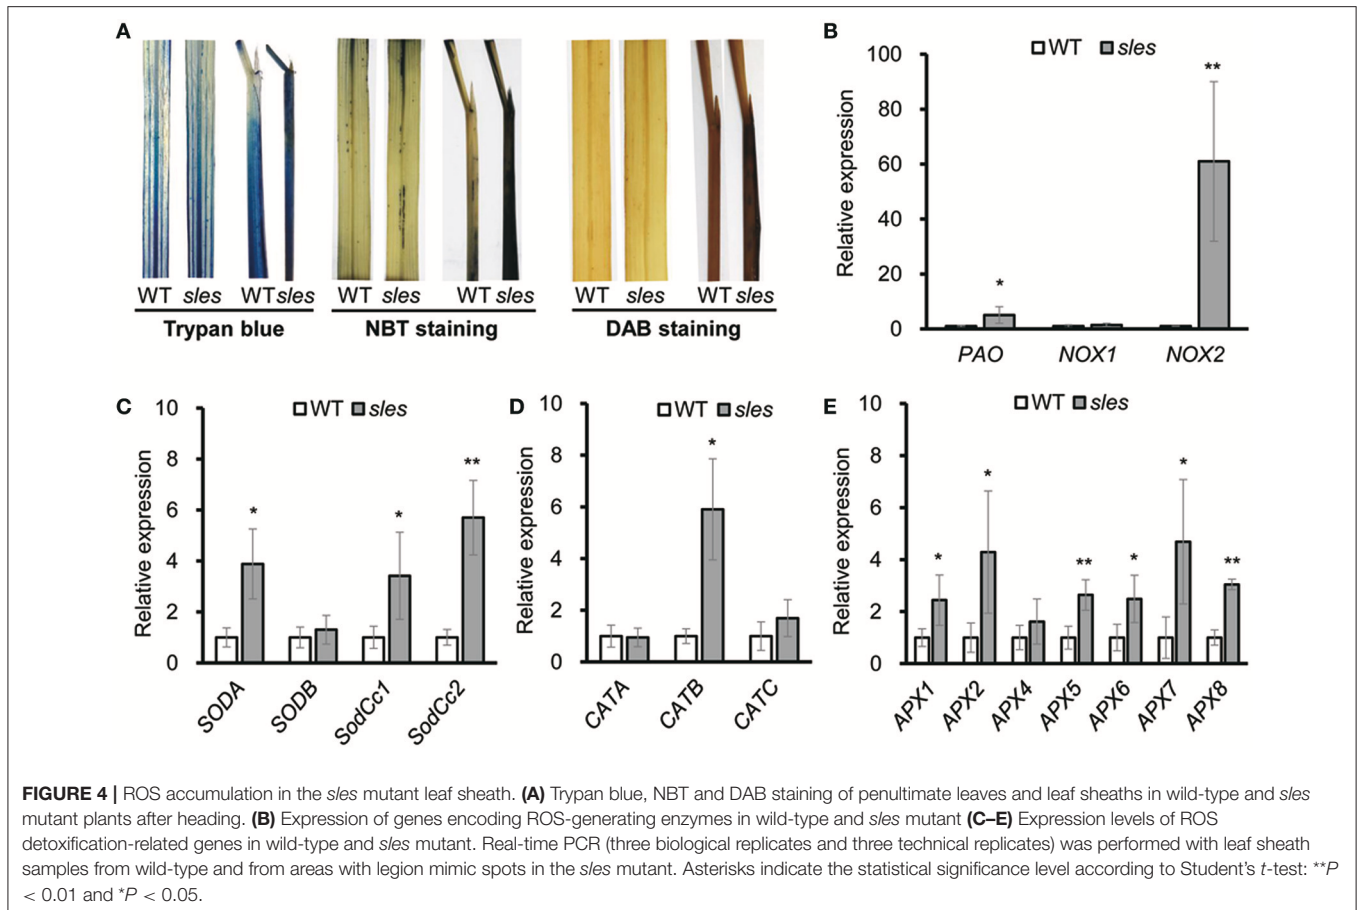 A
WT sles WT sles
Trypan blue
WT sles WT sles
NBT staining
WT sles WT sles
DAB staining
B
WT sles
Relative expression
100
80
60
40
20
0
*
**
PAO NOX1 NOX2
C
WT sles
Relative expression
10
8
6
4
2
0
*
*
**
SODA SODB SodCc1 SodCc2
D
WT sles
Relative expression
10
8
6
4
2
0
*
CATA CATB CATC
E
WT sles
Relative expression
10
8
6
4
2
0
*
*
**
*
*
**
APX1 APX2 APX4 APX5 APX6 APX7 APX8
FIGURE 4 | ROS accumulation in the sles mutant leaf sheath. (A) Trypan blue, NBT and DAB staining of penultimate leaves and leaf sheaths in wild-type and sles
mutant plants after heading. (B) Expression of genes encoding ROS-generating enzymes in wild-type and sles mutant (C–E) Expression levels of ROS
detoxification-related genes in wild-type and sles mutant. Real-time PCR (three biological replicates and three technical replicates) was performed with leaf sheath
samples from wild-type and from areas with legion mimic spots in the sles mutant. Asterisks indicate the statistical significance level according to Student's t-test: **P
< 0.01 and *P < 0.05.